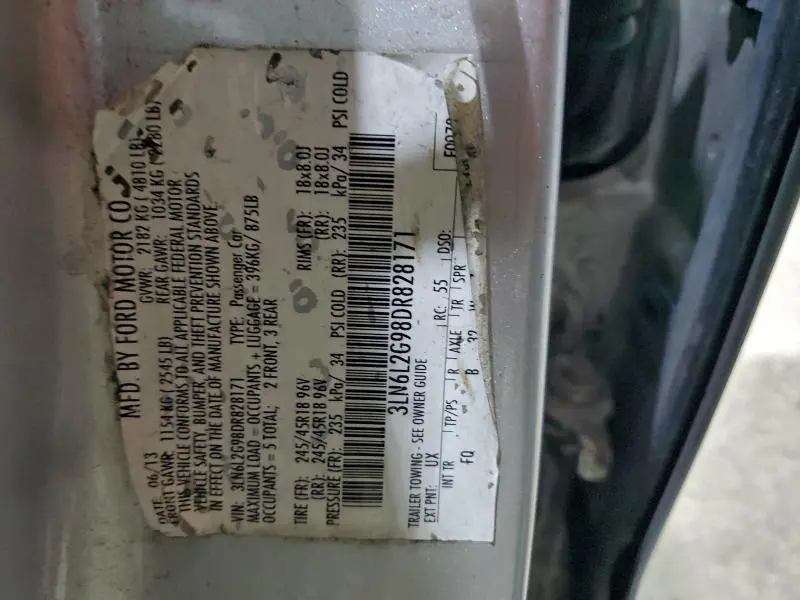 MFD. BY FORD MOTOR CO.
DATE: 06/13 GVWR: 2182 KG ( 4810 LB)
FRONT GAWR: 1154 KG ( 2545 LB) REAR GAWR: 1034 KG ( 2280 LB)
THIS VEHICLE CONFORMS TO ALL APPLICABLE FEDERAL MOTOR
VEHICLE SAFETY, BUMPER, AND THEFT PREVENTION STANDARDS
IN EFFECT ON THE DATE OF MANUFACTURE SHOWN ABOVE
VIN: 3LN6L2G98DR828171 TYPE: Passenger Car
MAXIMUM LOAD = OCCUPANTS + LUGGAGE = 396KG/ 875LB
OCCUPANTS = 5 TOTAL; 2 FRONT, 3 REAR
TIRE (FR): 245/45R18 96V RIMS (FR): 18x8.0J
(RR): 245/45R18 96V (RR): 18x8.0J
PRESSURE (FR): 235 kPa/ 34 PSI COLD (RR): 235 kPa/ 34 PSI COLD
3LN6L2G98DR828171
TRAILER TOWING - SEE OWNER GUIDE
EXT PNT: UX RC: 55 DSO:
INT TR TP/PS R AXLE TR SPR
FQ B 32 W